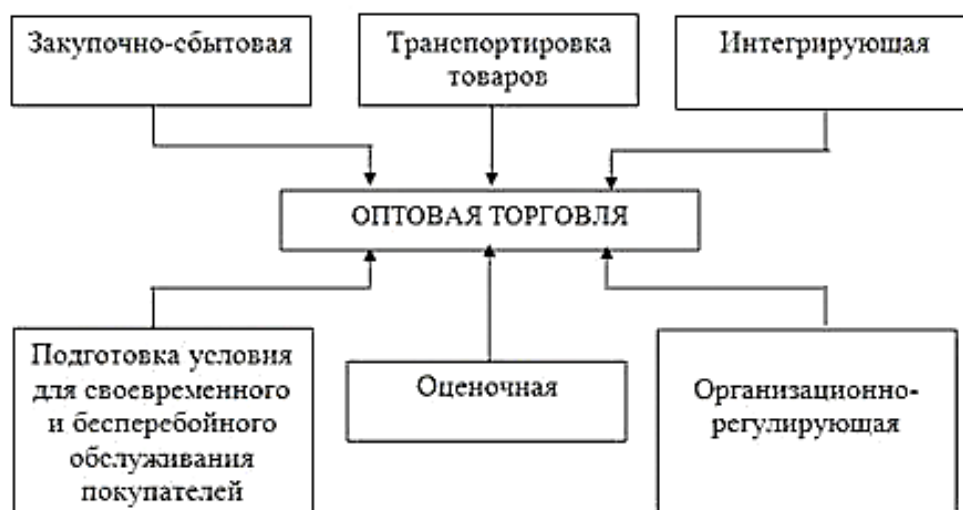 Закупочно-сбытовая
Транспортировка
товаров
Интегрирующая
ОПТОВАЯ ТОРГОВЛЯ
Подготовка условия
для своевременного
и бесперебойного
обслуживания
покупателей
Оценочная
Организационно-
регулирующая